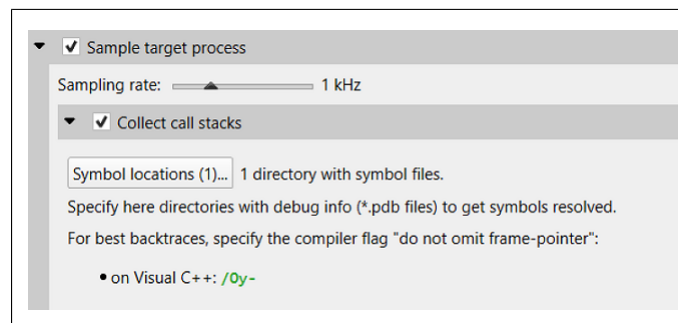 Sample target process
Sampling rate: 1 kHz
Collect call stacks
Symbol locations (1)... 1 directory with symbol files.
Specify here directories with debug info (*.pdb files) to get symbols resolved.
For best backtraces, specify the compiler flag "do not omit frame-pointer":
• on Visual C++: /Oy-